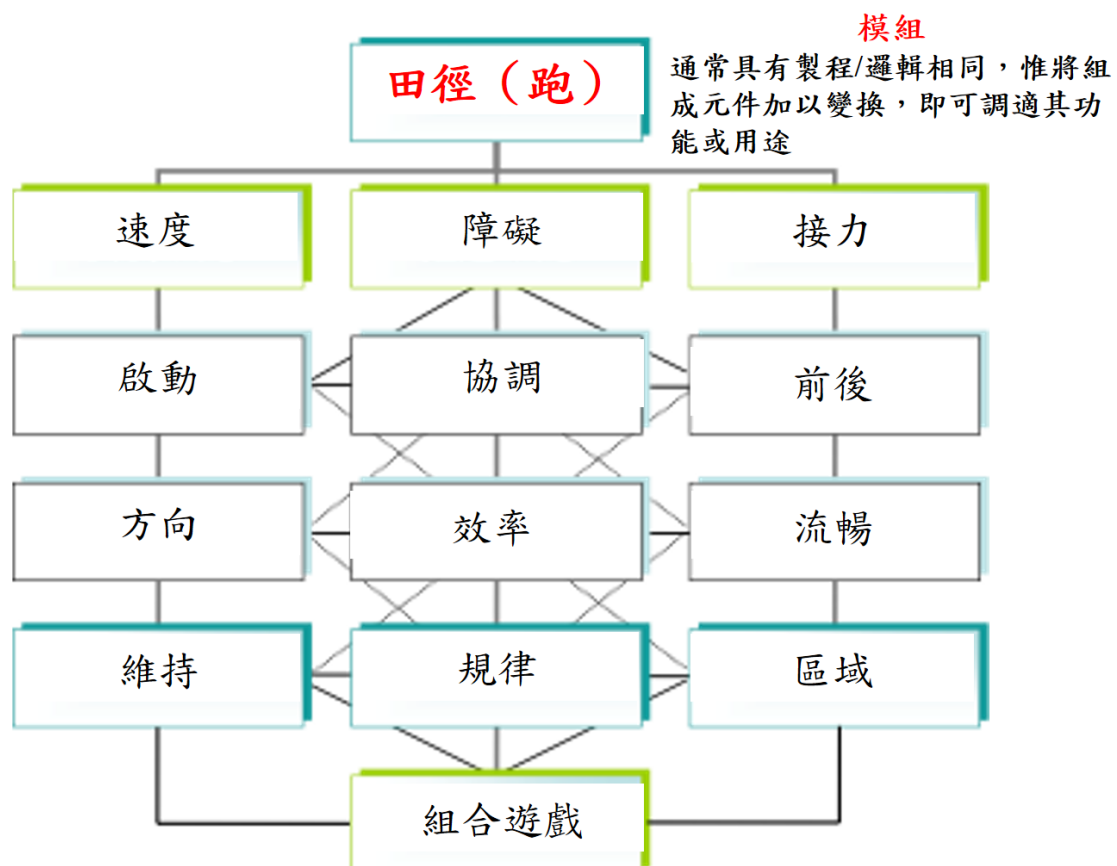 模組
通常具有製程/邏輯相同，惟將組
成元件加以變換，即可調適其功
能或用途
田徑（跑）
速度
障礙
接力
啟動
協調
前後
方向
效率
流暢
維持
規律
區域
組合遊戲